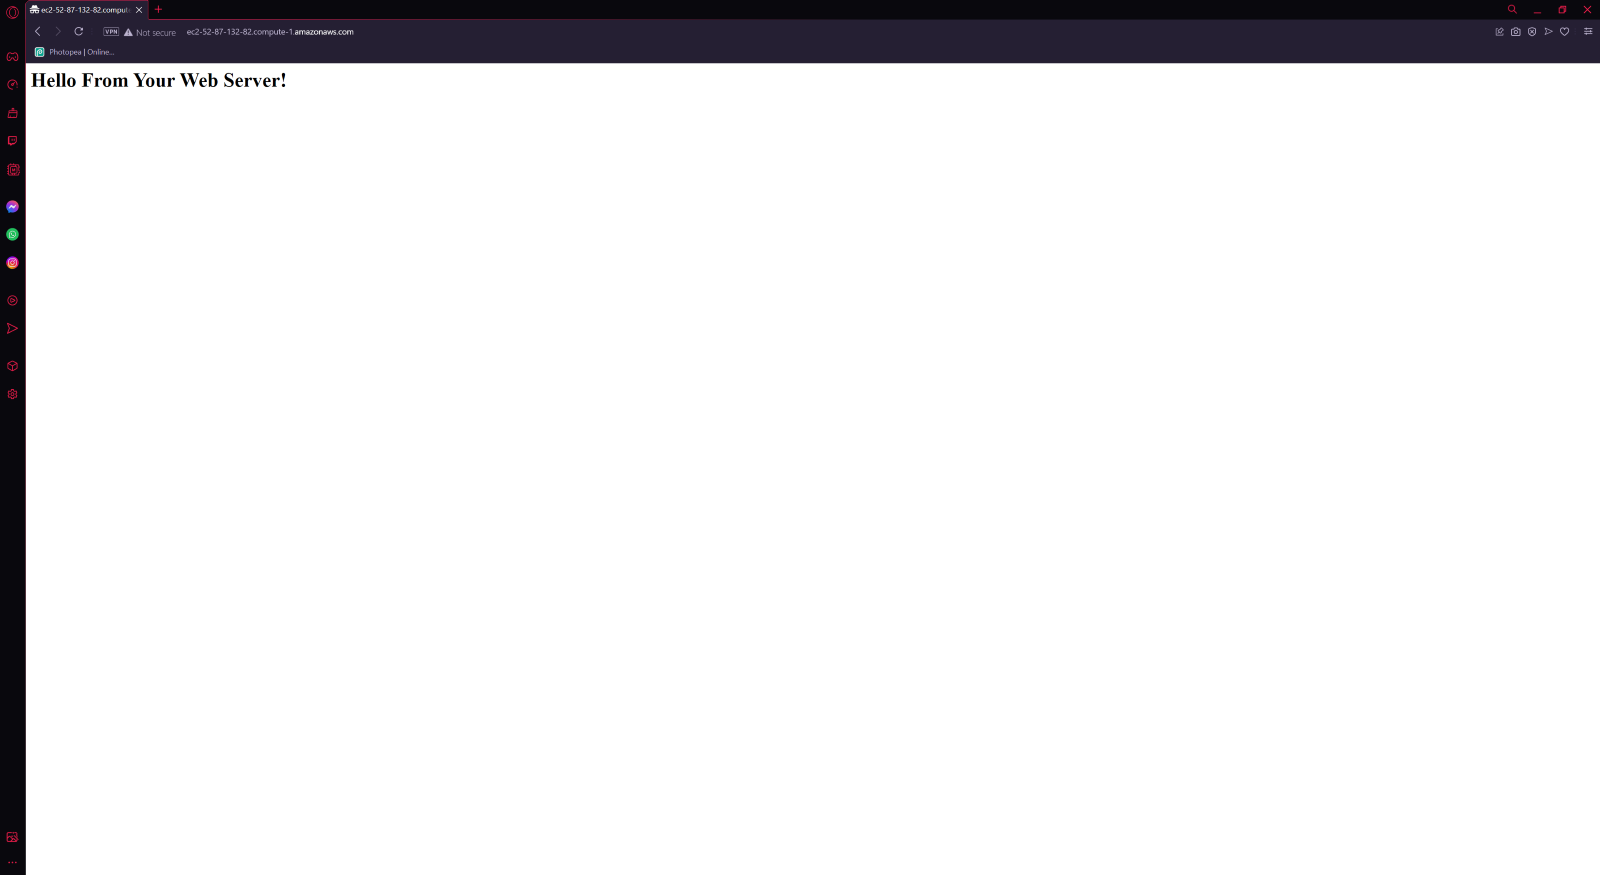 ec2-52-87-132-82.comput
VPN Not secure ec2-52-87-132-82.compute-1.amazonaws.com
Photopea | Online...
Hello From Your Web Server!